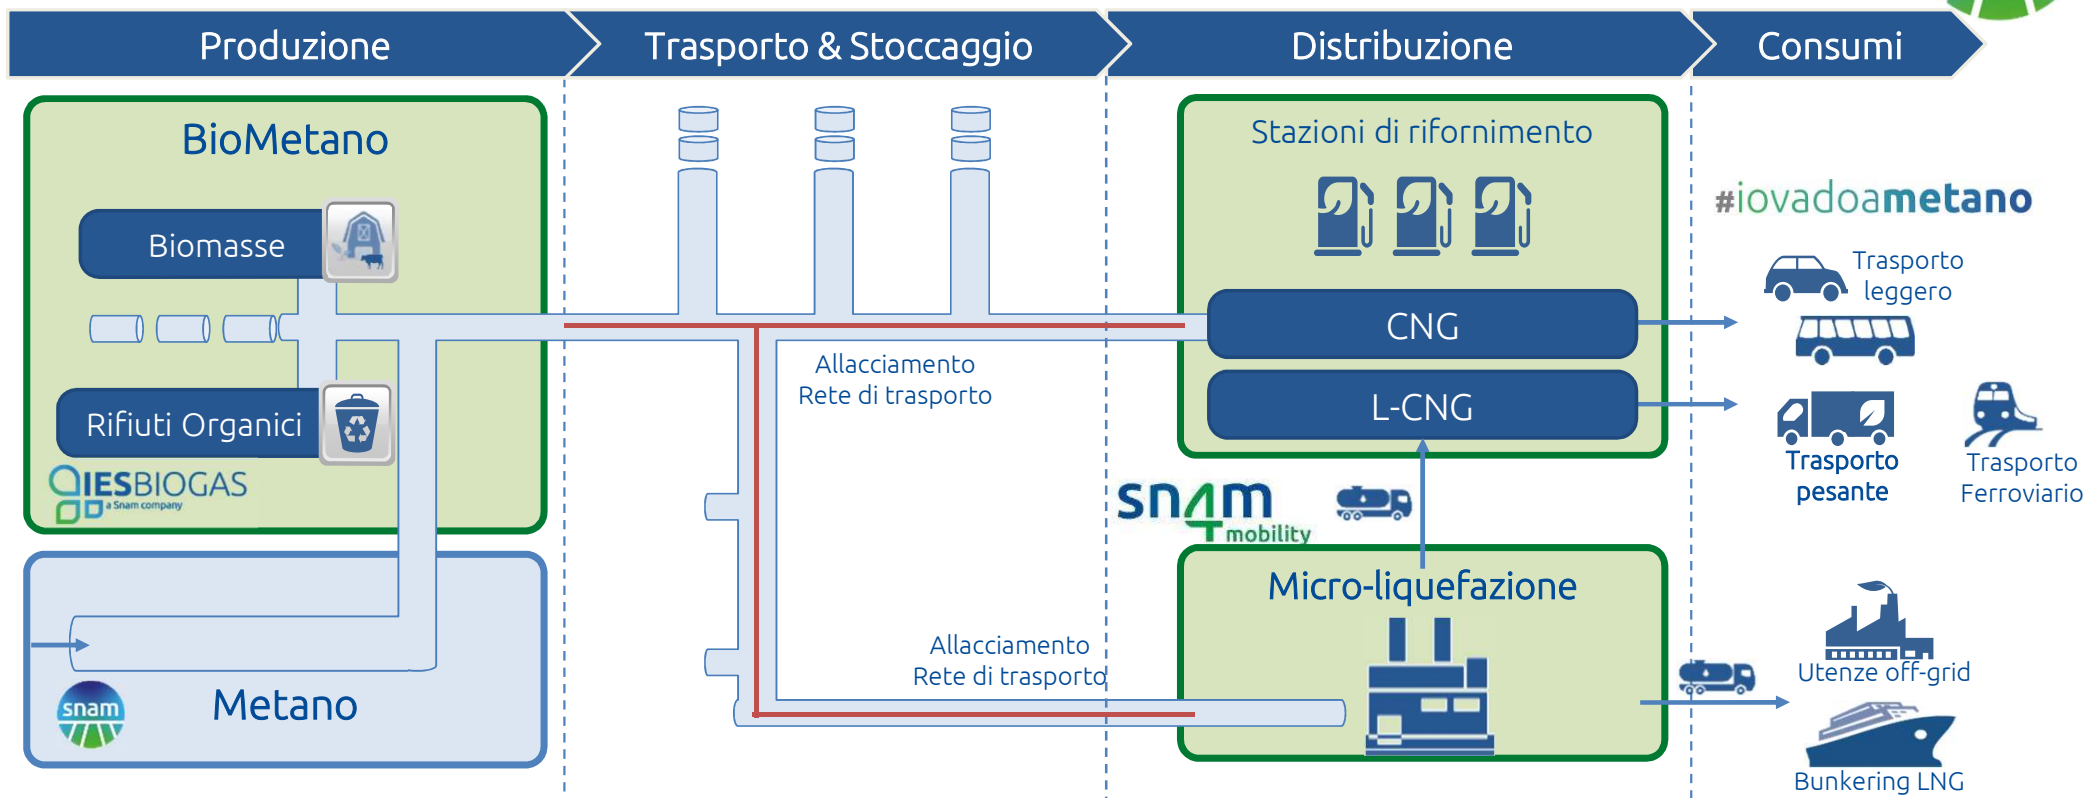 Produzione
Trasporto & Stoccaggio
Distribuzione
Consumi
BioMetano
Biomasse
Rifiuti Organici
IESBIOGAS
a Snam company
snam
Metano
Allacciamento
Rete di trasporto
Allacciamento
Rete di trasporto
Stazioni di rifornimento
CNG
L-CNG
sn4m
mobility
Micro-liquefazione
#iovadoametano
Trasporto
leggero
Trasporto
pesante
Trasporto
Ferroviario
Utenze off-grid
Bunkering LNG